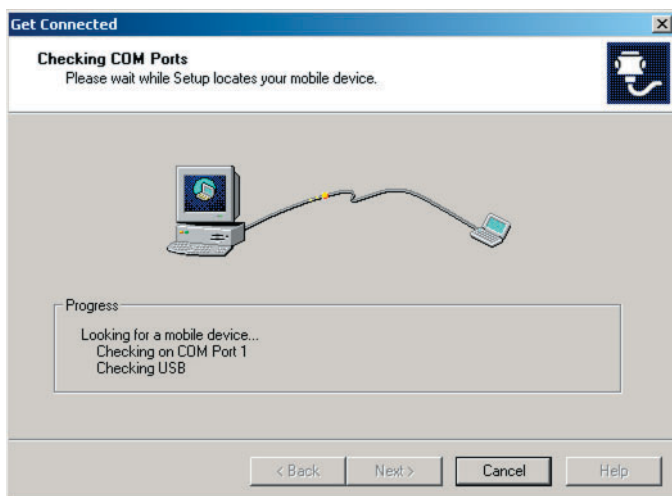 Get Connected
Checking COM Ports
Please wait while Setup locates your mobile device.
Progress
Looking for a mobile device...
Checking on COM Port 1
Checking USB
< Back Next > Cancel Help